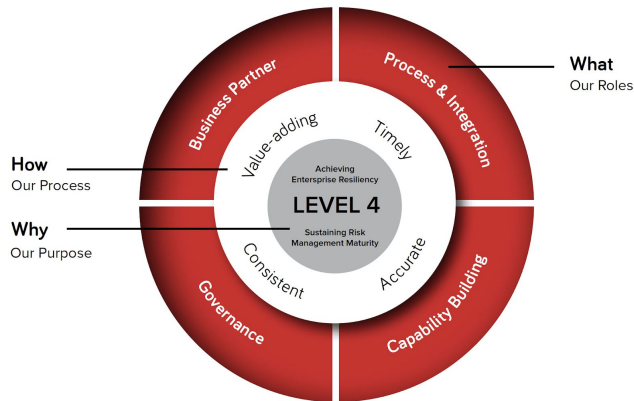 Business Partner
Process & Integration
What
Our Roles
Value-adding
Timely
How
Our Process
Achieving
Entersprise Resiliency
LEVEL 4
Sustaining Risk
Management Maturity
Why
Our Purpose
Consistent
Accurate
Governance
Capability Building